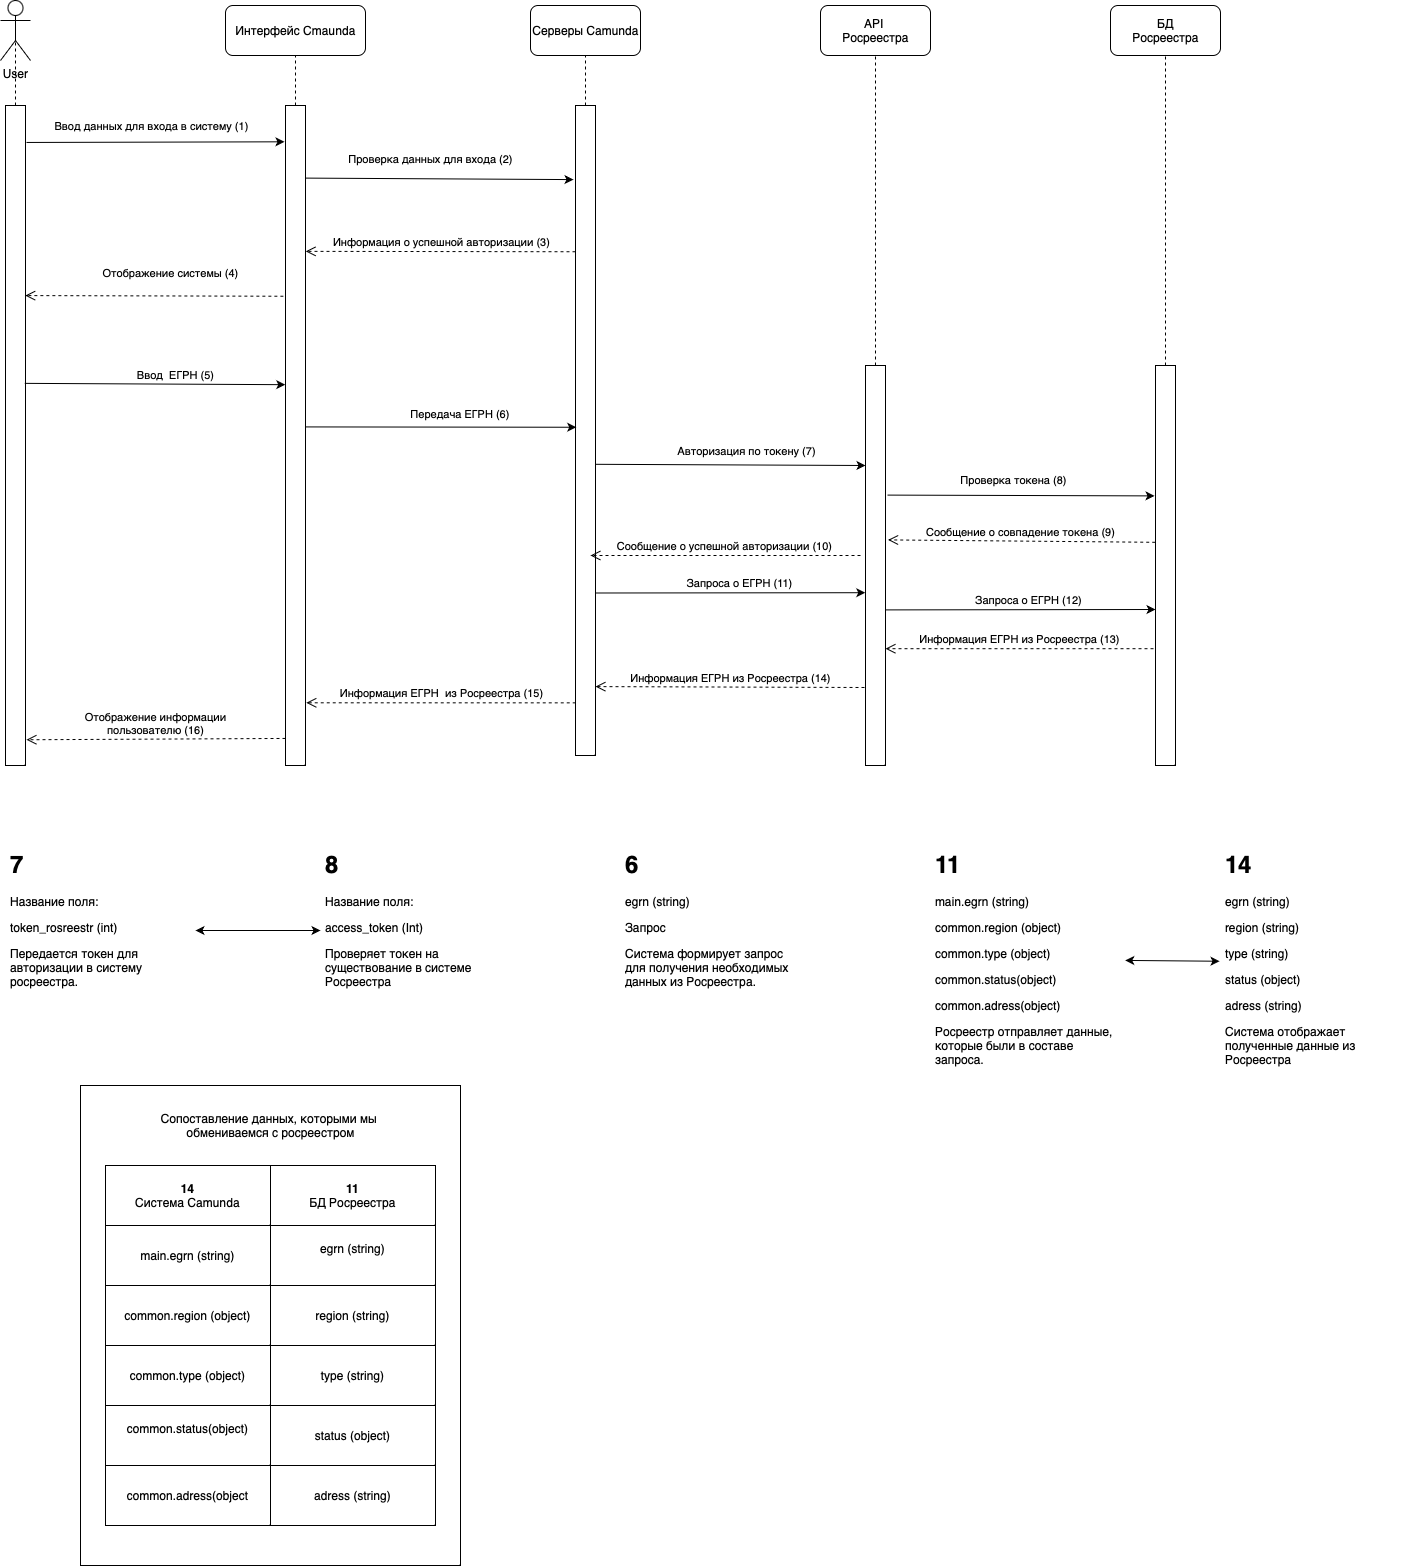 User
Интерфейс Cmaunda
Серверы Camunda
API
Росреестра
БД
Росреестра
Ввод данных для входа в систему (1)
Проверка данных для входа (2)
Информация о успешной авторизации (3)
Отображение системы (4)
Ввод  ЕГРН (5)
Передача ЕГРН (6)
Авторизация по токену (7)
Проверка токена (8)
Сообщение о совпадение токена (9)
Сообщение о успешной авторизации (10)
Запроса о ЕГРН (11)
Запроса о ЕГРН (12)
Информация ЕГРН из Росреестра (13)
Информация ЕГРН из Росреестра (14)
Информация ЕГРН  из Росреестра (15)
Отображение информации
пользователю (16)
7
Название поля:
token_rosreestr (int)
Передается токен для
авторизации в систему
росреестра.
8
Название поля:
access_token (Int)
Проверяет токен на
существование в системе
Росреестра
6
egrn (string)
Запрос
Система формирует запрос
для получения необходимых
данных из Росреестра.
11
main.egrn (string)
common.region (object)
common.type (object)
common.status(object)
common.adress(object)
Росреестр отправляет данные,
которые были в составе
запроса.
14
egrn (string)
region (string)
type (string)
status (object)
adress (string)
Система отображает
полученные данные из
Росреестра
Сопоставление данных, которыми мы
обмениваемся с росреестром
14
Система Camunda
11
БД Росреестра
main.egrn (string)
egrn (string)
common.region (object)
region (string)
common.type (object)
type (string)
common.status(object)
status (object)
common.adress(object
adress (string)